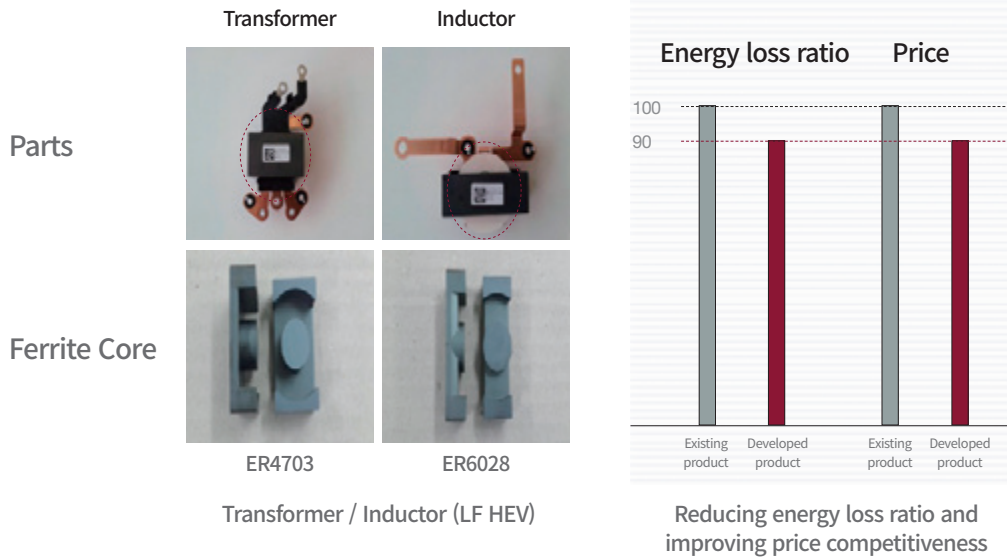 Transformer
Inductor
Parts
Ferrite Core
ER4703
ER6028
Transformer / Inductor (LF HEV)
Energy loss ratio
Price
100
90
Existing
product
Developed
product
Existing
product
Developed
product
Reducing energy loss ratio and
improving price competitiveness